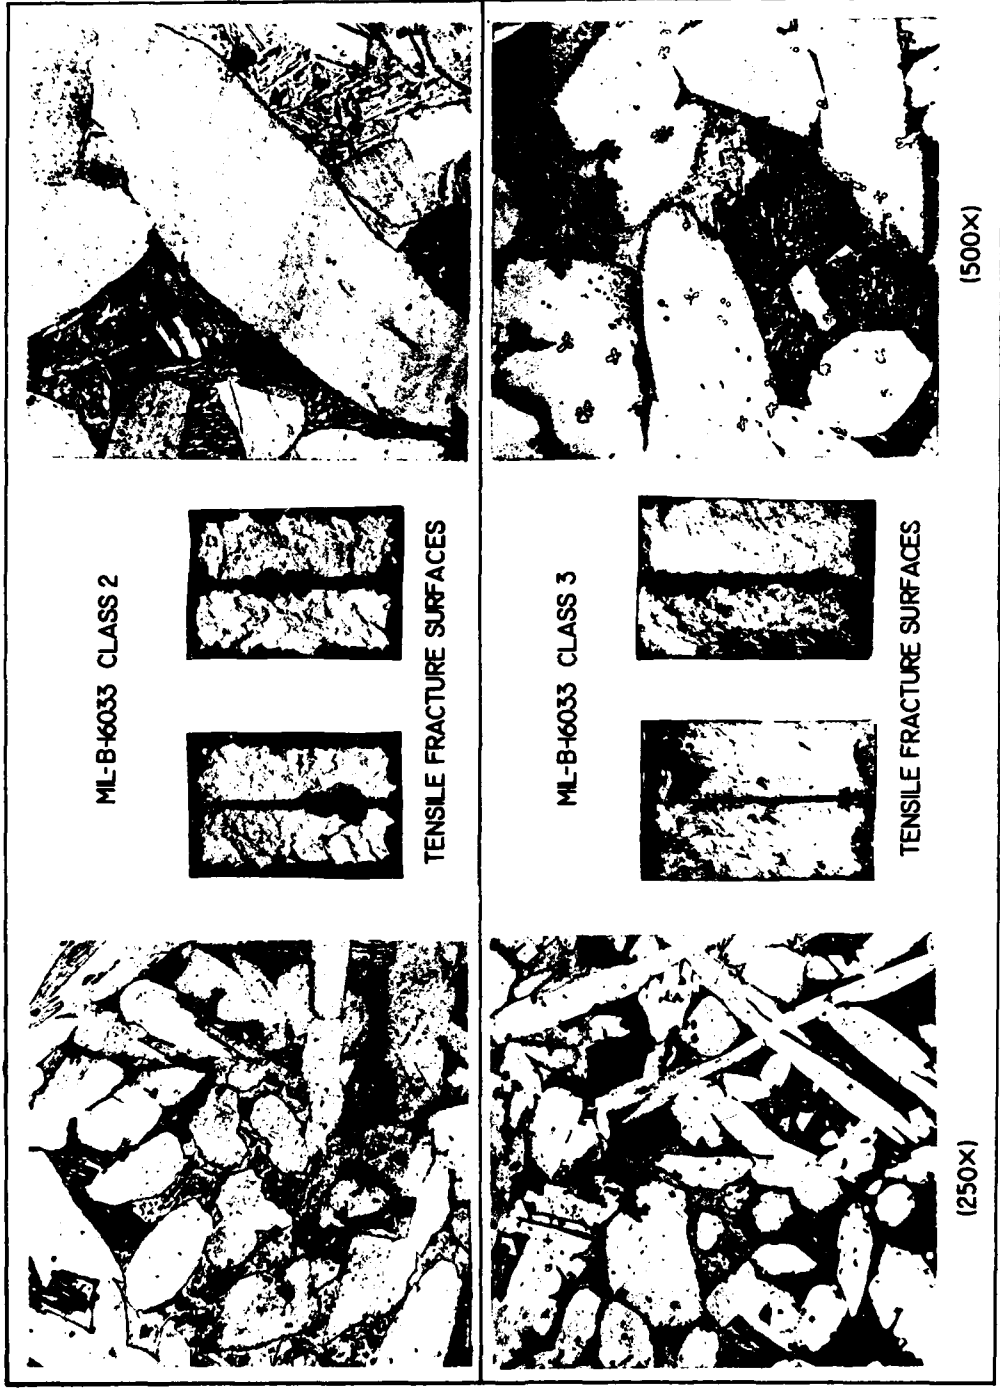 MIL-B-16033 CLASS 2
TENSILE FRACTURE SURFACES
MIL-B-16033 CLASS 3
TENSILE FRACTURE SURFACES
(250X)
(500X)